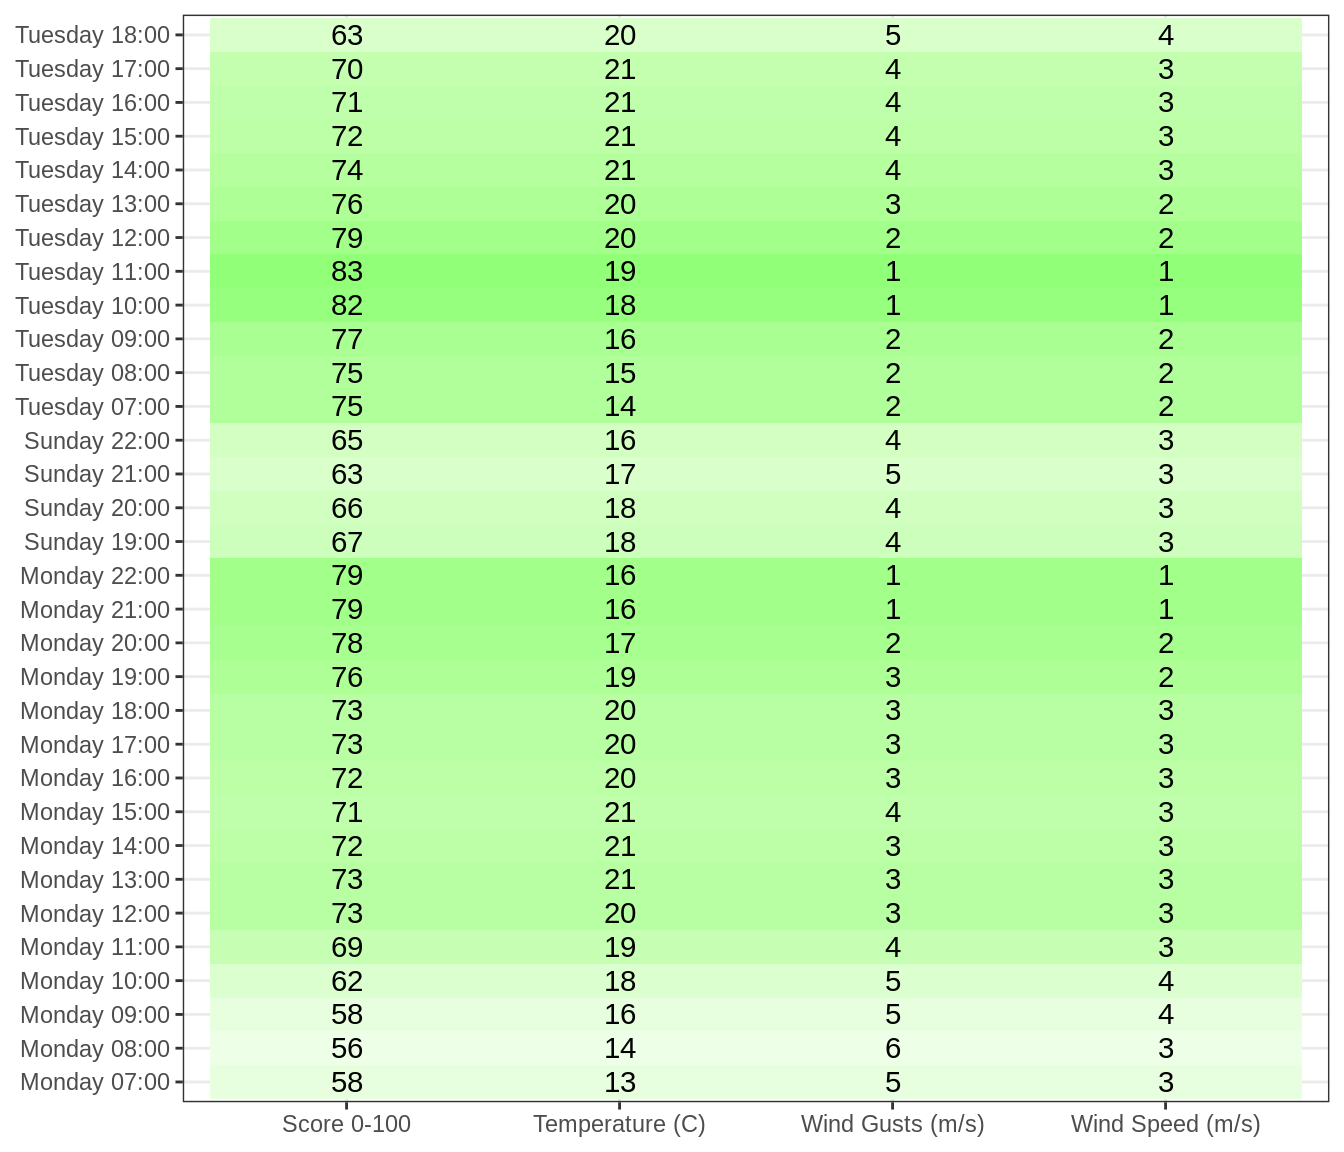 Tuesday 18:00 63 20 5 4
Tuesday 17:00 70 21 4 3
Tuesday 16:00 71 21 4 3
Tuesday 15:00 72 21 4 3
Tuesday 14:00 74 21 4 3
Tuesday 13:00 76 20 3 2
Tuesday 12:00 79 20 2 2
Tuesday 11:00 83 19 1 1
Tuesday 10:00 82 18 1 1
Tuesday 09:00 77 16 2 2
Tuesday 08:00 75 15 2 2
Tuesday 07:00 75 14 2 2
Sunday 22:00 65 16 4 3
Sunday 21:00 63 17 5 3
Sunday 20:00 66 18 4 3
Sunday 19:00 67 18 4 3
Monday 22:00 79 16 1 1
Monday 21:00 79 16 1 1
Monday 20:00 78 17 2 2
Monday 19:00 76 19 3 2
Monday 18:00 73 20 3 3
Monday 17:00 73 20 3 3
Monday 16:00 72 20 3 3
Monday 15:00 71 21 4 3
Monday 14:00 72 21 3 3
Monday 13:00 73 21 3 3
Monday 12:00 73 20 3 3
Monday 11:00 69 19 4 3
Monday 10:00 62 18 5 4
Monday 09:00 58 16 5 4
Monday 08:00 56 14 6 3
Monday 07:00 58 13 5 3
Score 0-100 Temperature (C) Wind Gusts (m/s) Wind Speed (m/s)